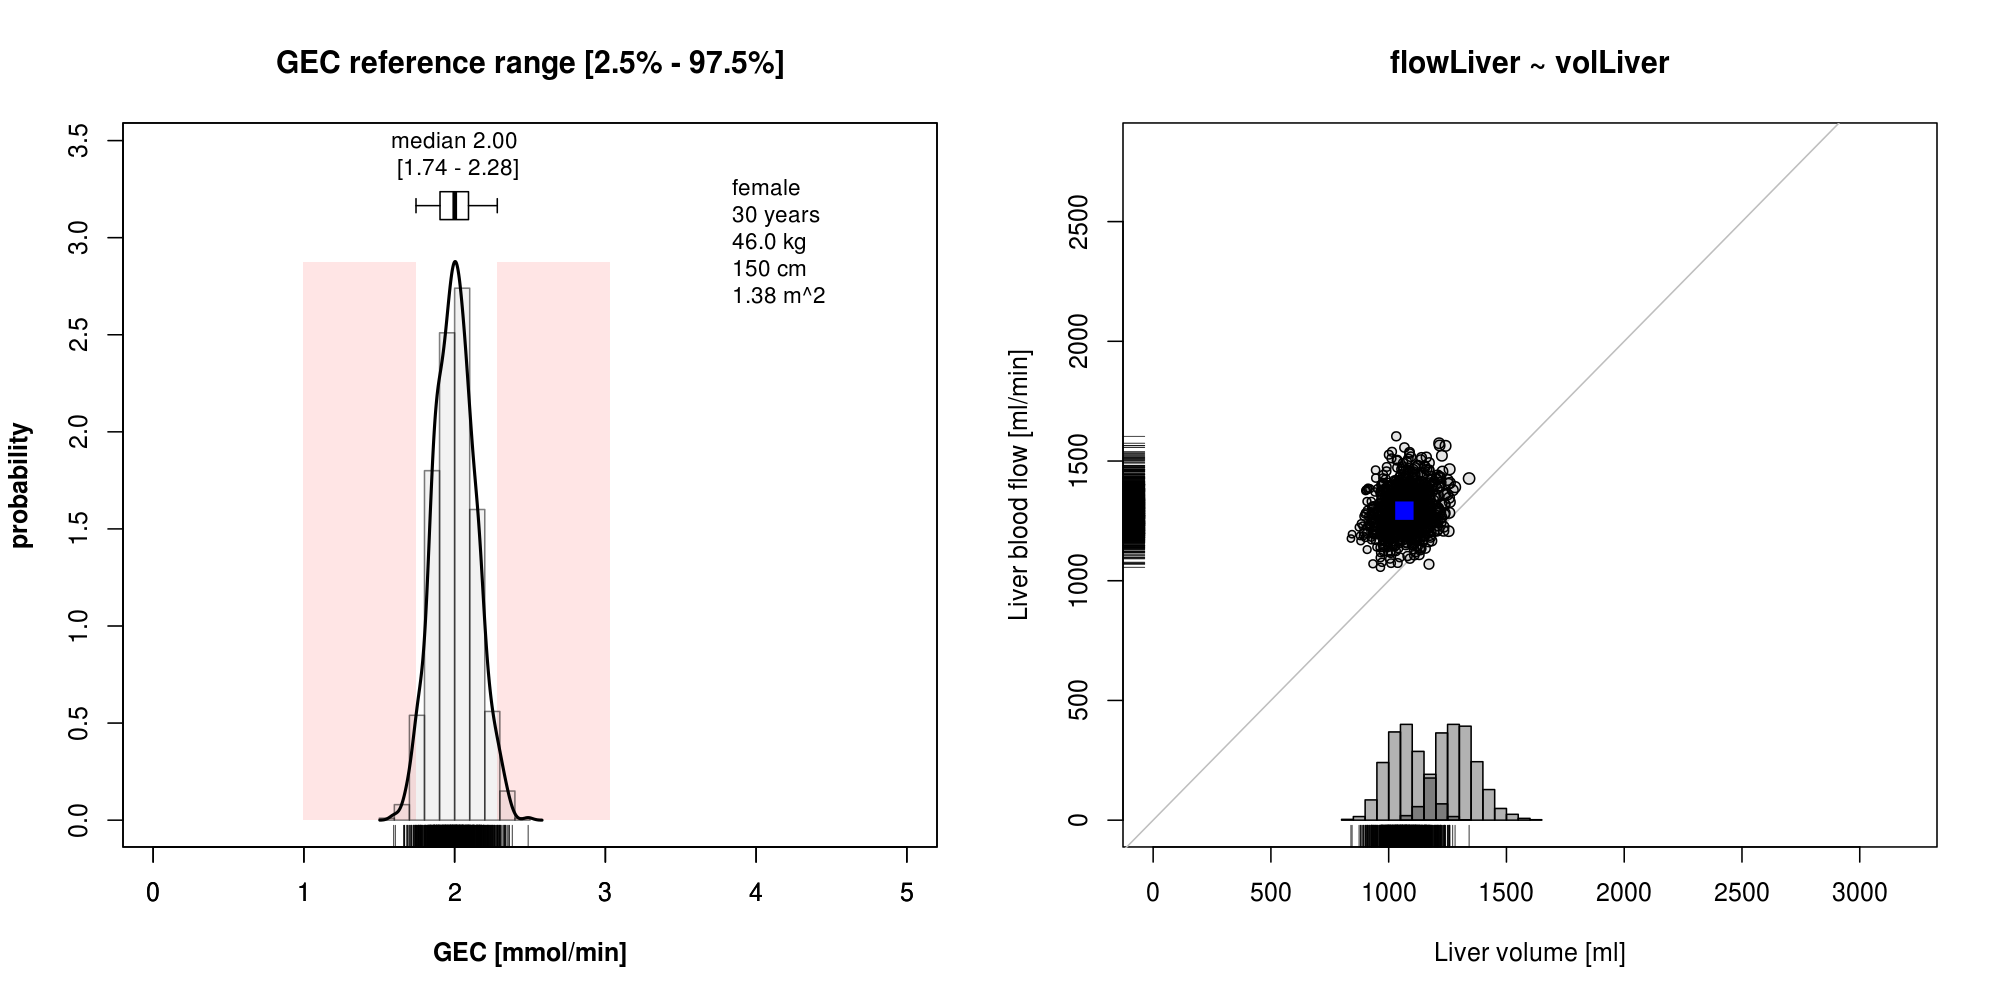 GEC reference range [2.5% - 97.5%]
median 2.00
[1.74 - 2.28]
female
30 years
46.0 kg
150 cm
1.38 m^2
probability
0.0
0.5
1.0
1.5
2.0
2.5
3.0
3.5
0 1 2 3 4 5
GEC [mmol/min]
flowLiver ~ volLiver
Liver blood flow [ml/min]
0
500
1000
1500
2000
2500
0 500 1000 1500 2000 2500 3000
Liver volume [ml]